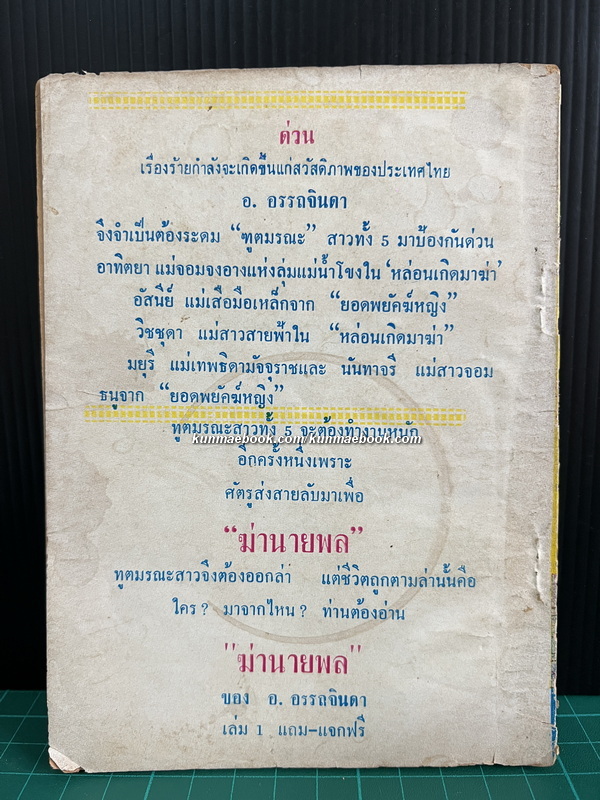 ด่วน
เรื่องร้ายกำลังจะเกิดขึ้นแก่สวัสดิภาพของประเทศไทย
อ. อรรถจินดา
จึงจำเป็นต้องระดม “ฑูตมรณะ” สาวทั้ง 5 มาป้องกันด่วน
อาทิตยา แม่จอมจงอางแห่งลุ่มแม่น้ำโขงใน ‘หล่อนเกิดมาฆ่า’
อัสนีย์ แม่เสือมือเหล็กจาก “ยอดพยัคฆ์หญิง”
วิชชุดา แม่สาวสายฟ้าใน “หล่อนเกิดมาฆ่า”
มยุรี แม่เทพธิดามัจจุราชและ นันทาจรี แม่สาวจอม
ธนูจาก “ยอดพยัคฆ์หญิง”
ทูตมรณะสาวทั้ง 5 จะต้องทำงานหนัก
kunmaebook.com/kunmaebook.com
อีกครั้งหนึ่งเพราะ
ศัตรูส่งสายลับมาเพื่อ
“ฆ่านายพล”
ทูตมรณะสาวจึงต้องออกล่า แต่ชีวิตถูกตามล่านั้นคือ
ใคร? มาจากไหน? ท่านต้องอ่าน
"ฆ่านายพล"
ของ อ. อรรถจินดา
เล่ม 1 แถม-แจกฟรี